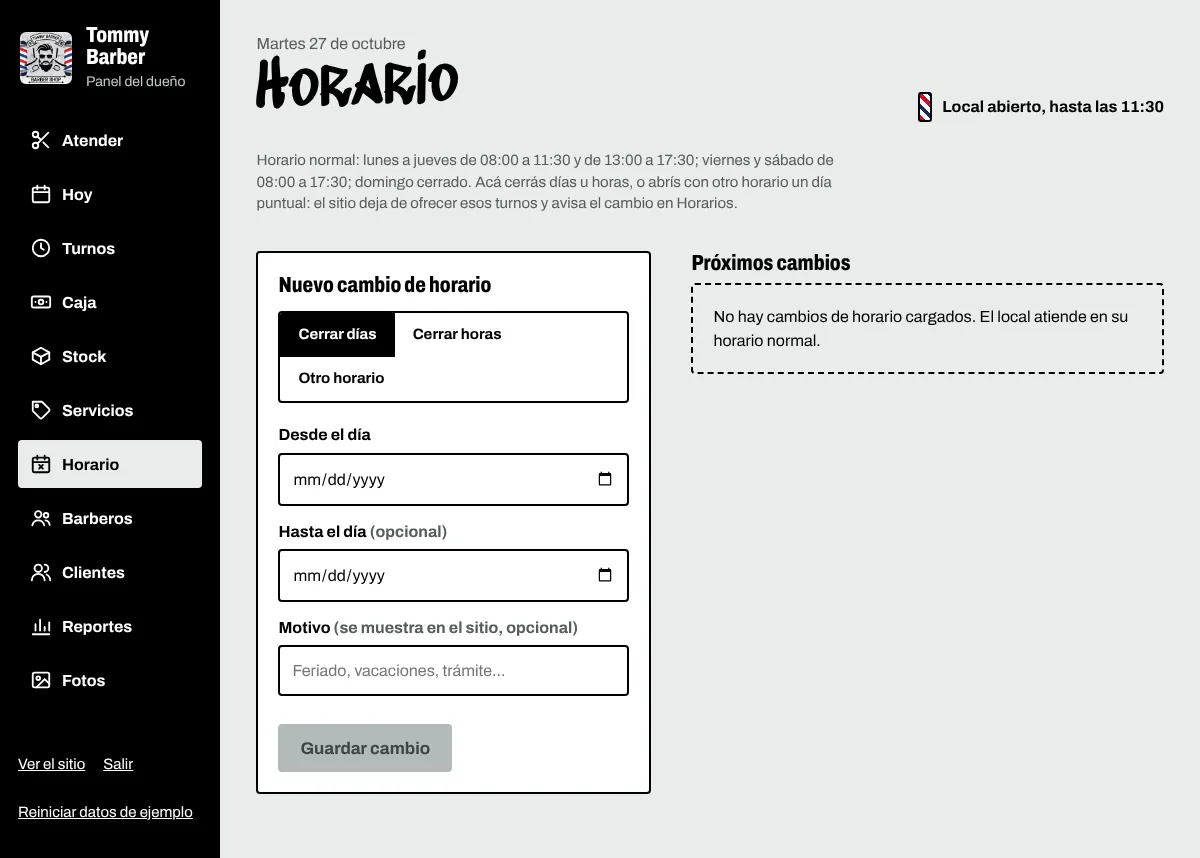 Tommy
Barber
Panel del dueño
Atender
Hoy
Turnos
Caja
Stock
Servicios
Horario
Barberos
Clientes
Reportes
Fotos
Ver el sitio Salir
Reiniciar datos de ejemplo
Martes 27 de octubre
HORARIO
Local abierto, hasta las 11:30
Horario normal: lunes a jueves de 08:00 a 11:30 y de 13:00 a 17:30; viernes y sábado de
08:00 a 17:30; domingo cerrado. Acá cerrás días u horas, o abrís con otro horario un día
puntual: el sitio deja de ofrecer esos turnos y avisa el cambio en Horarios.
Nuevo cambio de horario
Cerrar días Cerrar horas
Otro horario
Desde el día
mm/dd/yyyy
Hasta el día (opcional)
mm/dd/yyyy
Motivo (se muestra en el sitio, opcional)
Feriado, vacaciones, trámite...
Guardar cambio
Próximos cambios
No hay cambios de horario cargados. El local atiende en su
horario normal.